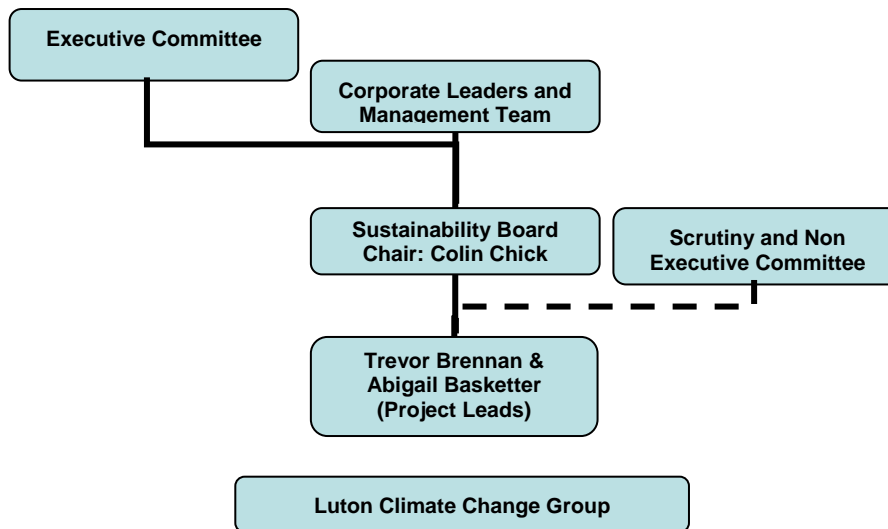 Executive Committee
Corporate Leaders and
Management Team
Sustainability Board
Chair: Colin Chick
Scrutiny and Non
Executive Committee
Trevor Brennan &
Abigail Basketter
(Project Leads)
Luton Climate Change Group